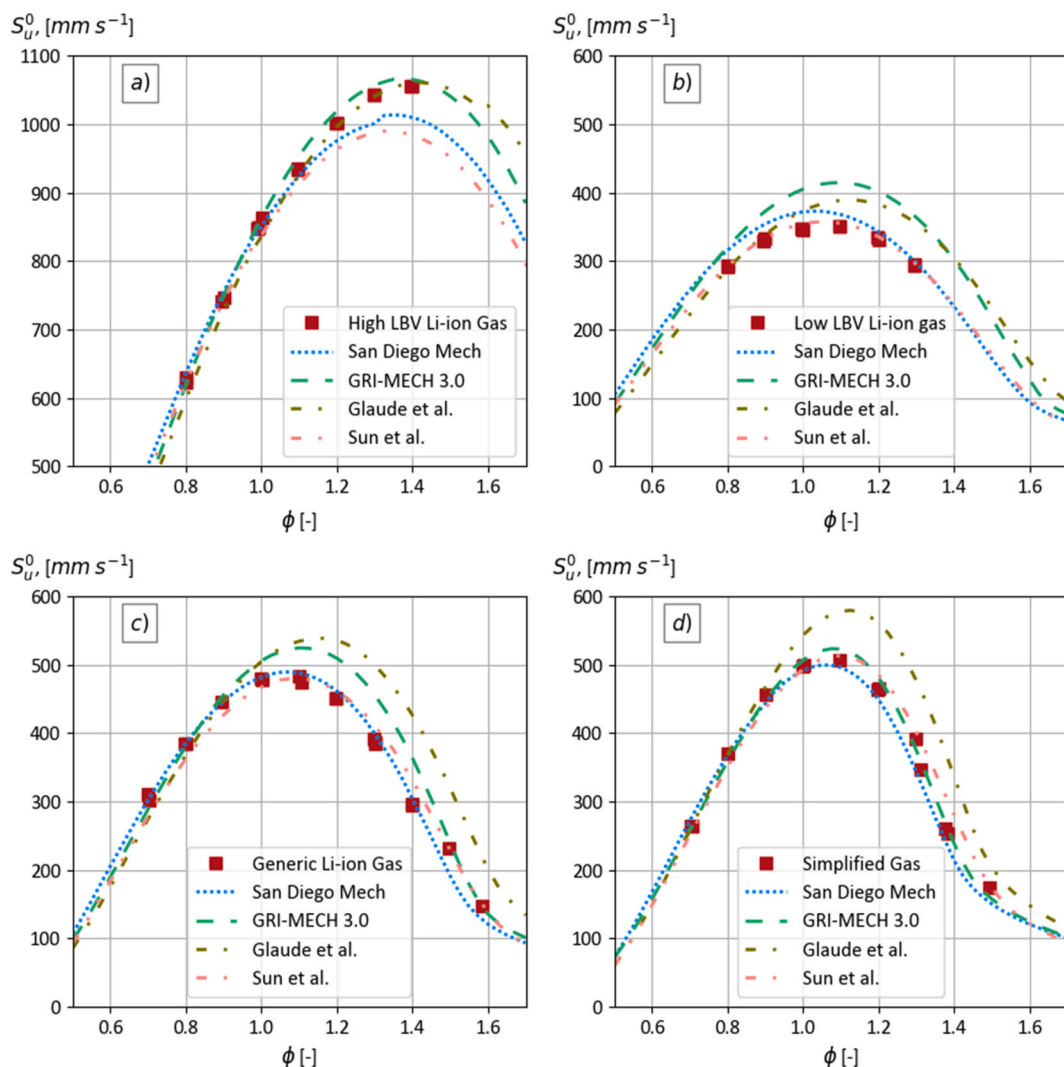 S_u^0, [mm s^-1]
a)
1100
1000
900
800
700
600
500
High LBV Li-ion Gas
San Diego Mech
GRI-MECH 3.0
Glaude et al.
Sun et al.
0.6 0.8 1.0 1.2 1.4 1.6
ϕ [-]
S_u^0, [mm s^-1]
b)
600
500
400
300
200
100
0
Low LBV Li-ion gas
San Diego Mech
GRI-MECH 3.0
Glaude et al.
Sun et al.
0.6 0.8 1.0 1.2 1.4 1.6
ϕ [-]
S_u^0, [mm s^-1]
c)
600
500
400
300
200
100
0
Generic Li-ion Gas
San Diego Mech
GRI-MECH 3.0
Glaude et al.
Sun et al.
0.6 0.8 1.0 1.2 1.4 1.6
ϕ [-]
S_u^0, [mm s^-1]
d)
600
500
400
300
200
100
0
Simplified Gas
San Diego Mech
GRI-MECH 3.0
Glaude et al.
Sun et al.
0.6 0.8 1.0 1.2 1.4 1.6
ϕ [-]